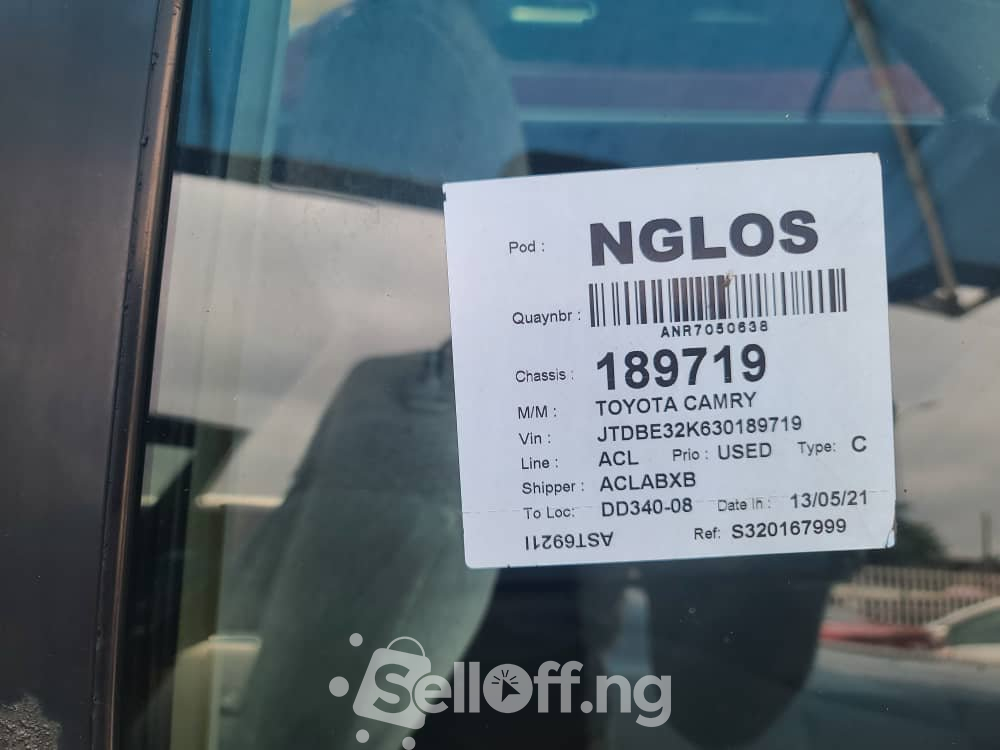 Pod : NGLOS
Quaynbr :
ANR7050638
Chassis : 189719
M/M : TOYOTA CAMRY
Vin : JTDBE32K630189719
Line : ACL Prio : USED Type: C
Shipper : ACLABXB
To Loc: DD340-08 Date In : 13/05/21
AST6921I Ref: S320167999
SellOff.ng